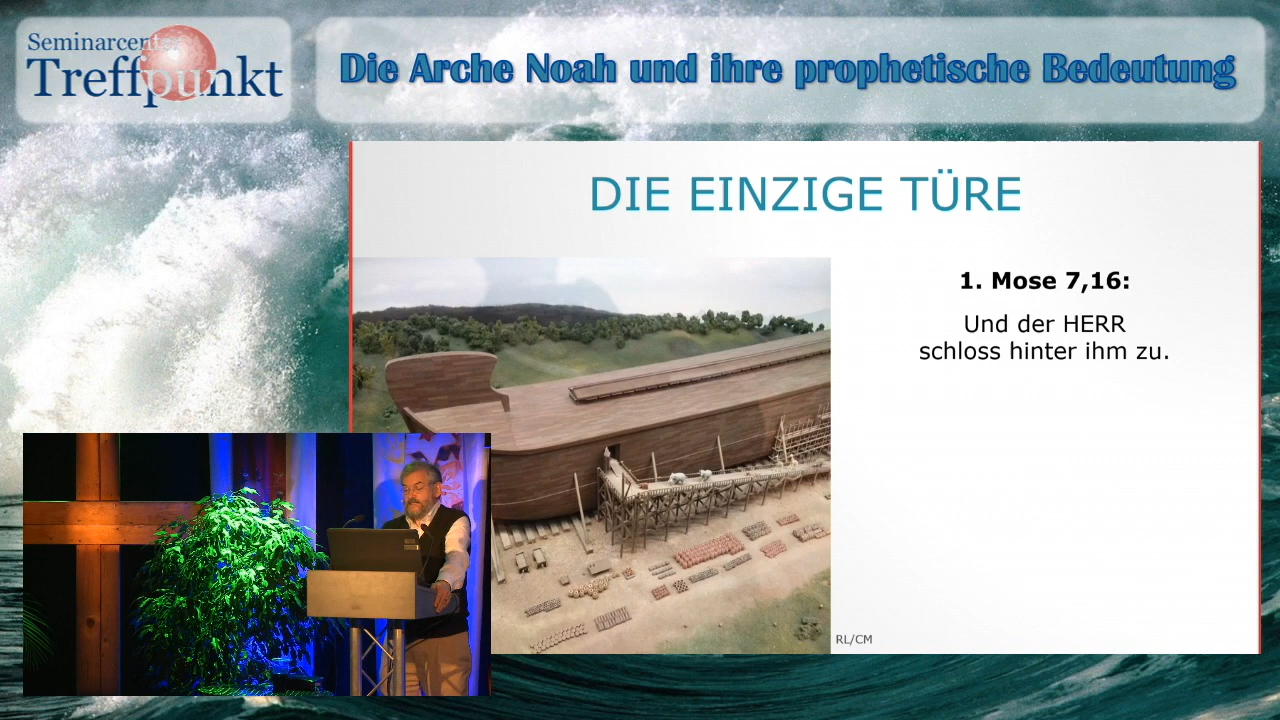 Seminarcenter
Treffpunkt
Die Arche Noah und ihre prophetische Bedeutung
DIE EINZIGE TÜRE
1. Mose 7,16:
Und der HERR
schloss hinter ihm zu.
RL/CM